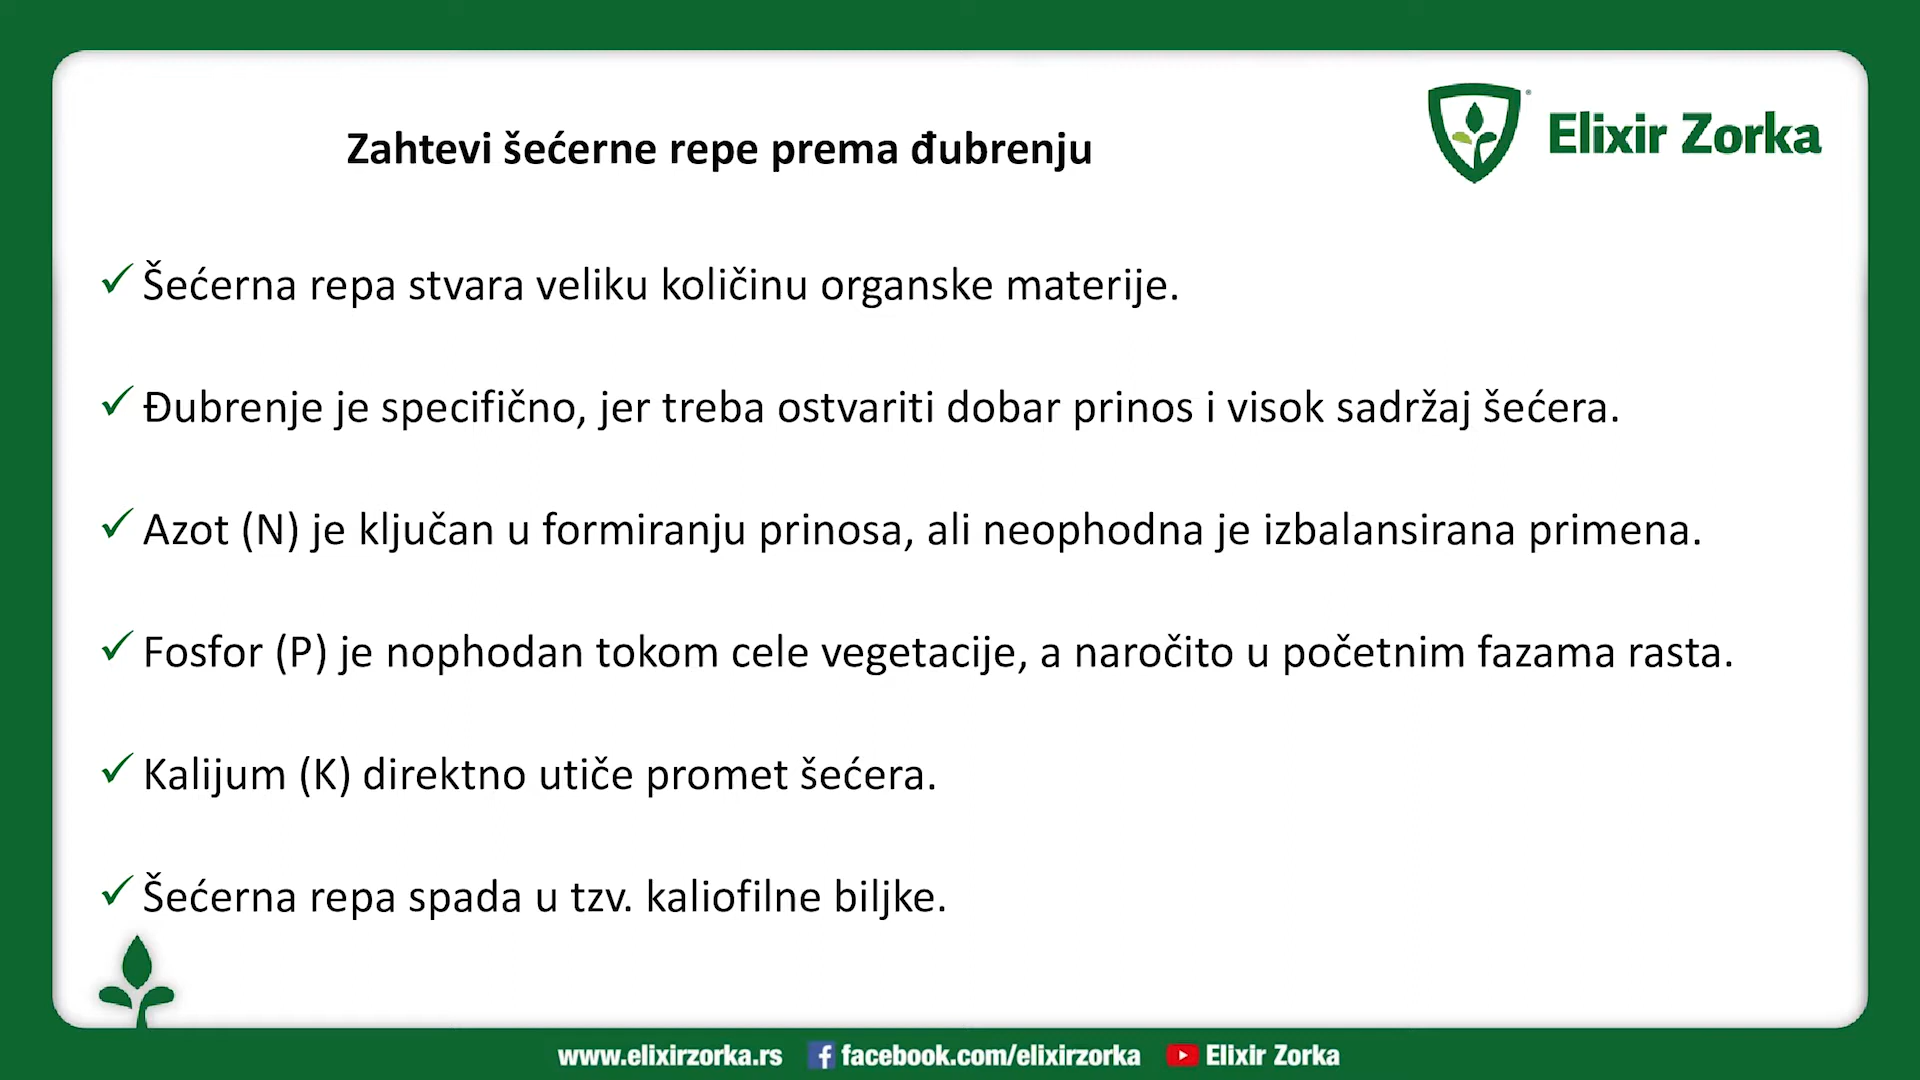 Elixir Zorka
Zahtevi šećerne repe prema đubrenju
Šećerna repa stvara veliku količinu organske materije.
Đubrenje je specifično, jer treba ostvariti dobar prinos i visok sadržaj šećera.
Azot (N) je ključan u formiranju prinosa, ali neophodna je izbalansirana primena.
Fosfor (P) je nophodan tokom cele vegetacije, a naročito u početnim fazama rasta.
Kalijum (K) direktno utiče promet šećera.
Šećerna repa spada u tzv. kaliofilne biljke.
www.elixirzorka.rs facebook.com/elixirzorka Elixir Zorka